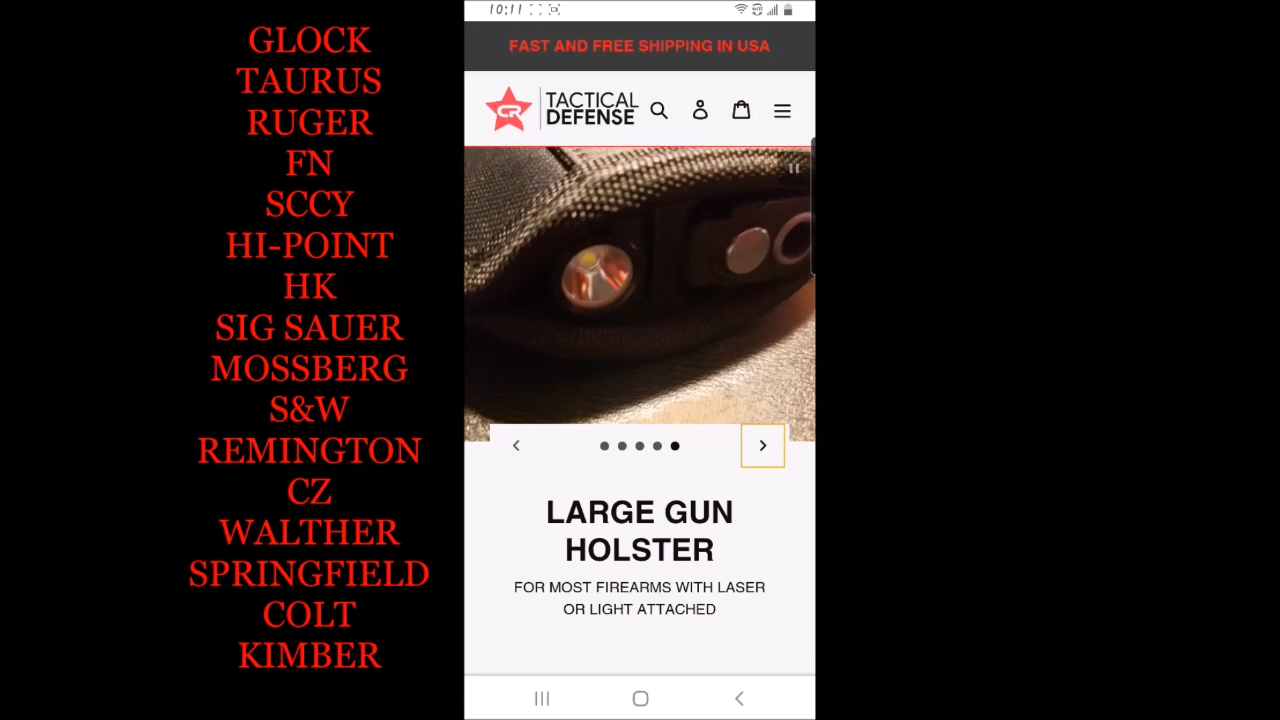 GLOCK
TAURUS
RUGER
FN
SCCY
HI-POINT
HK
SIG SAUER
MOSSBERG
S&W
REMINGTON
CZ
WALTHER
SPRINGFIELD
COLT
KIMBER
10:11
FAST AND FREE SHIPPING IN USA
CR
TACTICAL
DEFENSE
LARGE GUN
HOLSTER
FOR MOST FIREARMS WITH LASER
OR LIGHT ATTACHED